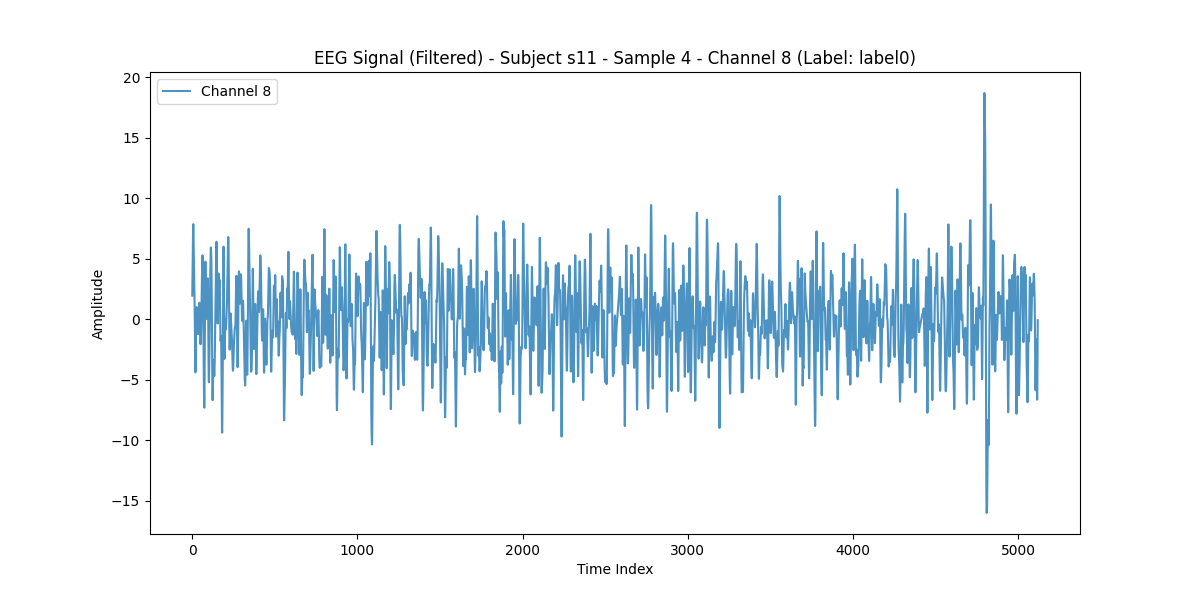 EEG Signal (Filtered) - Subject s11 - Sample 4 - Channel 8 (Label: label0)
Channel 8
20
15
10
5
0
−5
−10
−15
Amplitude
0 1000 2000 3000 4000 5000
Time Index